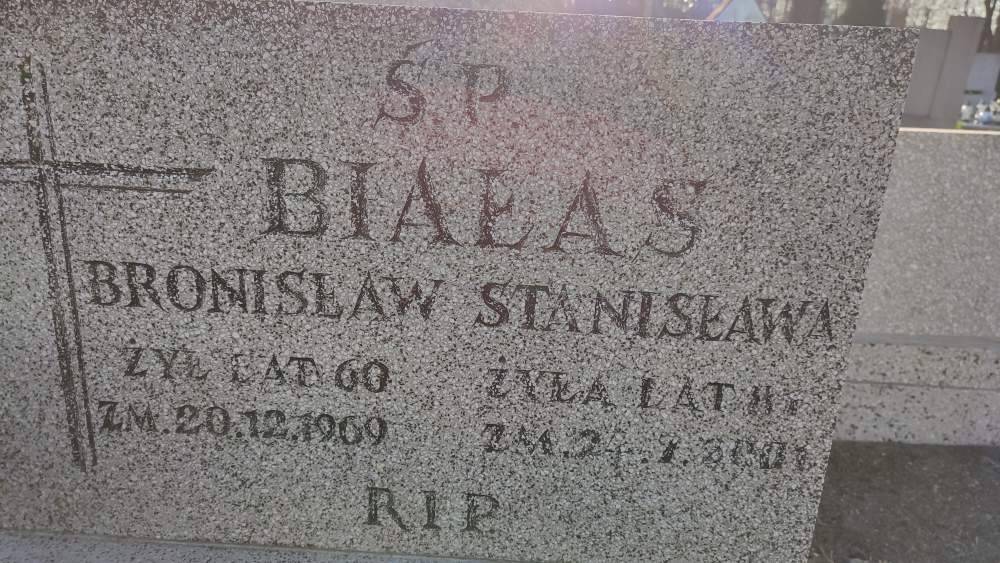 Ś P
BIAŁAS
BRONISŁAW STANISŁAWA
ŻYŁ LAT 60 ŻYŁA LAT
ZM. 20.12.1969 ZM.
RIP